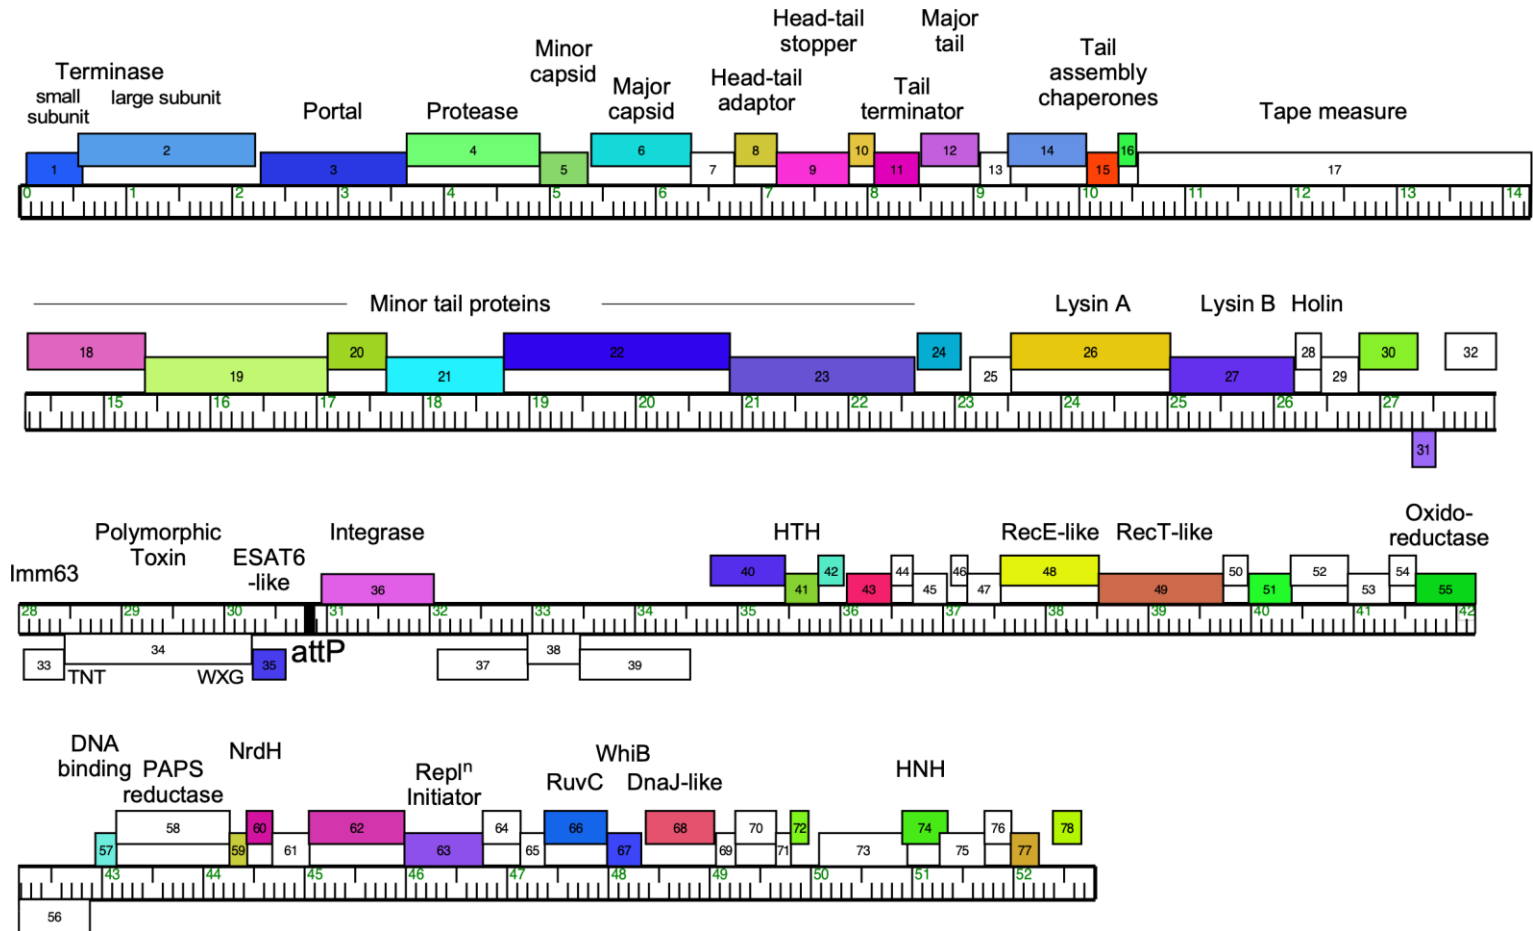 Head-tail
stopper
Major
tail
Minor
capsid
Tail
assembly
chaperones
Terminase
small
subunit
large subunit
Portal
Protease
Major
capsid
Head-tail
adaptor
Tail
terminator
Tape measure
1 2 3 4 5 6 7 8 9 10 11 12 13 14 15 16 17
0 1 2 3 4 5 6 7 8 9 10 11 12 13 14
Minor tail proteins
Lysin A
Lysin B
Holin
18 19 20 21 22 23 24 25 26 27 28 29 30 32
15 16 17 18 19 20 21 22 23 24 25 26 27
31
Imm63
Polymorphic
Toxin
ESAT6
-like
Integrase
HTH
RecE-like
RecT-like
Oxido-
reductase
36 40 41 42 43 44 45 46 47 48 49 50 51 52 53 54 55
28 29 30 31 32 33 34 35 36 37 38 39 40 41 42
33 34 35 37 38 39
TNT
WXG
attP
DNA
binding
PAPS
reductase
NrdH
Replⁿ
Initiator
WhiB
RuvC
DnaJ-like
HNH
57 58 59 60 61 62 63 64 65 66 67 68 69 70 71 72 73 74 75 76 77 78
43 44 45 46 47 48 49 50 51 52
56